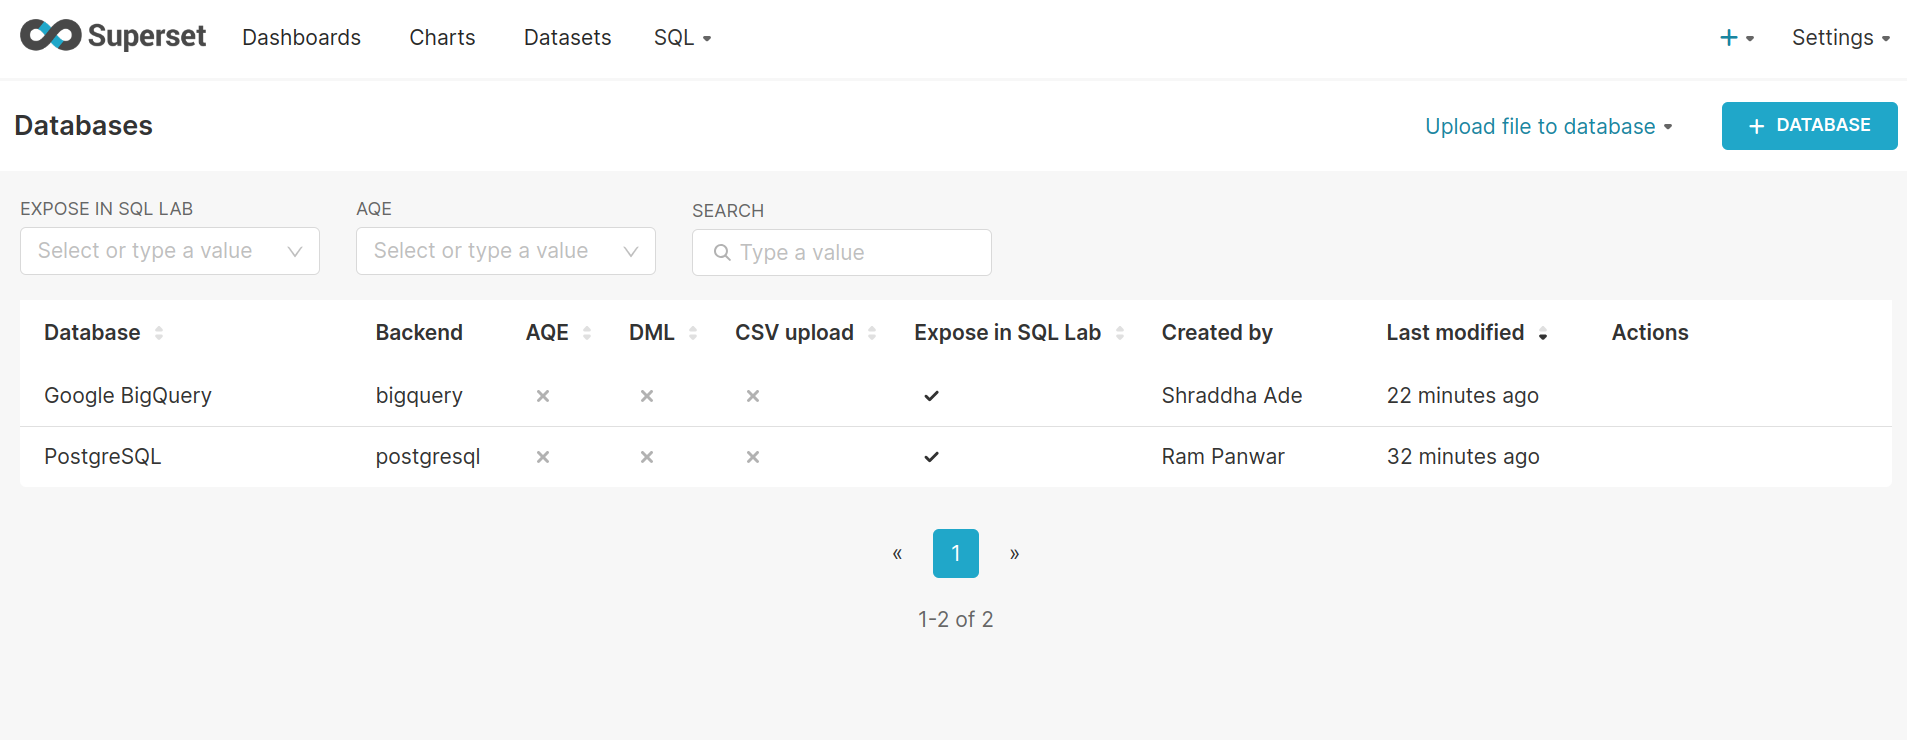 Superset Dashboards Charts Datasets SQL + Settings
Databases Upload file to database + DATABASE
EXPOSE IN SQL LAB AQE SEARCH
Select or type a value Select or type a value Type a value
Database Backend AQE DML CSV upload Expose in SQL Lab Created by Last modified Actions
Google BigQuery bigquery Shraddha Ade 22 minutes ago
PostgreSQL postgresql Ram Panwar 32 minutes ago
« 1 »
1-2 of 2